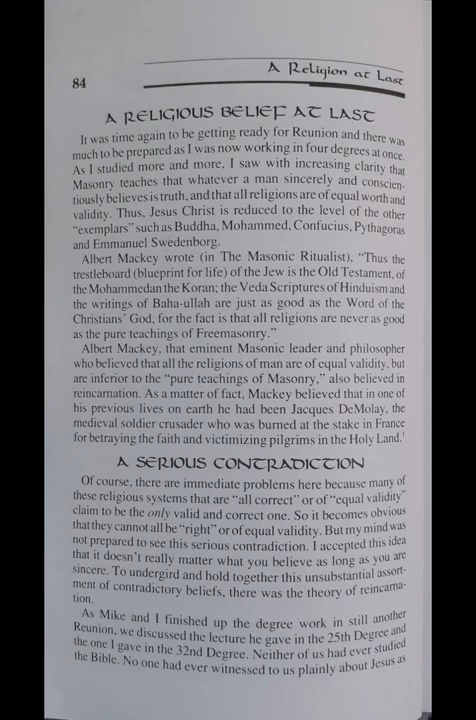 A Religion at Last
84
A RELIGIOUS BELIEF AT LAST
It was time again to be getting ready for Reunion and there was
much to be prepared as I was now working in four degrees at once.
As I studied more and more, I saw with increasing clarity that
Masonry teaches that whatever a man sincerely and conscien-
tiously believes is truth, and that all religions are of equal worth and
validity. Thus, Jesus Christ is reduced to the level of the other
“exemplars” such as Buddha, Mohammed, Confucius, Pythagoras
and Emmanuel Swedenborg.
Albert Mackey wrote (in The Masonic Ritualist), “Thus the
trestleboard (blueprint for life) of the Jew is the Old Testament, of
the Mohammedan the Koran; the Veda Scriptures of Hinduism and
the writings of Baha-ullah are just as good as the Word of the
Christians’ God, for the fact is that all religions are never as good
as the pure teachings of Freemasonry.”
Albert Mackey, that eminent Masonic leader and philosopher
who believed that all the religions of man are of equal validity, but
are inferior to the “pure teachings of Masonry,” also believed in
reincarnation. As a matter of fact, Mackey believed that in one of
his previous lives on earth he had been Jacques DeMolay, the
medieval soldier crusader who was burned at the stake in France
for betraying the faith and victimizing pilgrims in the Holy Land.¹
A SERIOUS CONTRADICTION
Of course, there are immediate problems here because many of
these religious systems that are “all correct” or of “equal validity”
claim to be the only valid and correct one. So it becomes obvious
that they cannot all be “right” or of equal validity. But my mind was
not prepared to see this serious contradiction. I accepted this idea
that it doesn’t really matter what you believe as long as you are
sincere. To undergird and hold together this unsubstantial assort-
ment of contradictory beliefs, there was the theory of reincarna-
tion.
As Mike and I finished up the degree work in still another
Reunion, we discussed the lecture he gave in the 25th Degree and
the one I gave in the 32nd Degree. Neither of us had ever studied
the Bible. No one had ever witnessed to us plainly about Jesus as